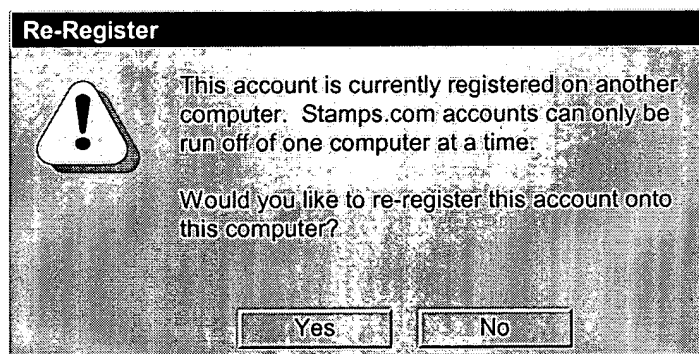 Re-Register
This account is currently registered on another
computer. Stamps.com accounts can only be
run off of one computer at a time.
Would you like to re-register this account onto
this computer?
Yes No